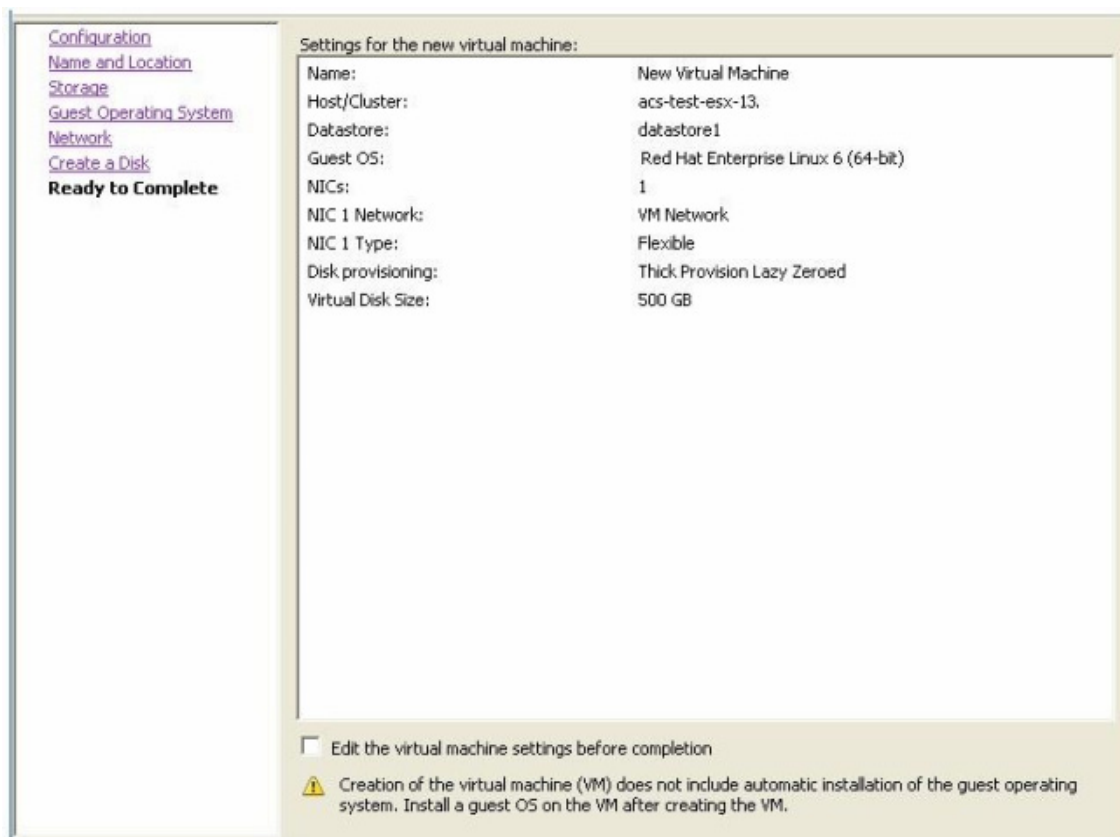 Configuration
Name and Location
Storage
Guest Operating System
Network
Create a Disk
Ready to Complete
Settings for the new virtual machine:
Name: New Virtual Machine
Host/Cluster: acs-test-esx-13.
Datastore: datastore1
Guest OS: Red Hat Enterprise Linux 6 (64-bit)
NICs: 1
NIC 1 Network: VM Network
NIC 1 Type: Flexible
Disk provisioning: Thick Provision Lazy Zeroed
Virtual Disk Size: 500 GB
Edit the virtual machine settings before completion
Creation of the virtual machine (VM) does not include automatic installation of the guest operating
system. Install a guest OS on the VM after creating the VM.